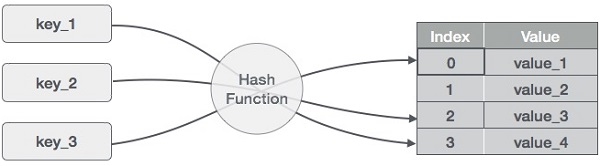 key_1
key_2
key_3
Hash
Function
Index Value
0 value_1
1 value_2
2 value_3
3 value_4